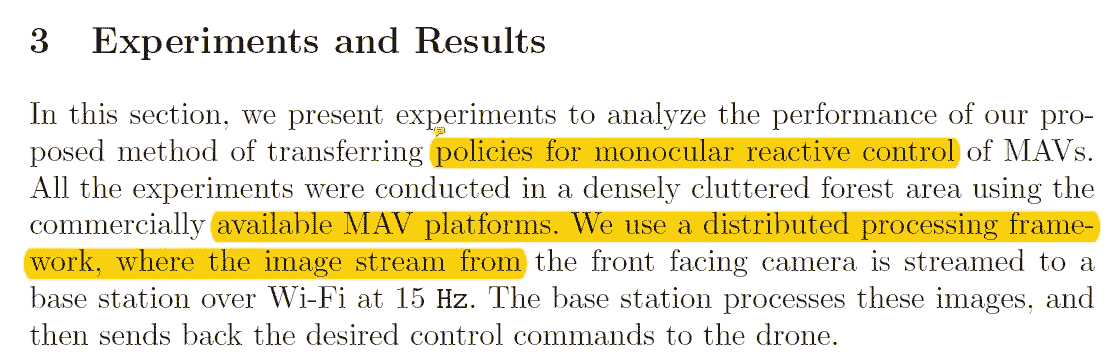 3 Experiments and Results
In this section, we present experiments to analyze the performance of our pro-
posed method of transferring policies for monocular reactive control of MAVs.
All the experiments were conducted in a densely cluttered forest area using the
commercially available MAV platforms. We use a distributed processing frame-
work, where the image stream from the front facing camera is streamed to a
base station over Wi-Fi at 15 Hz. The base station processes these images, and
then sends back the desired control commands to the drone.